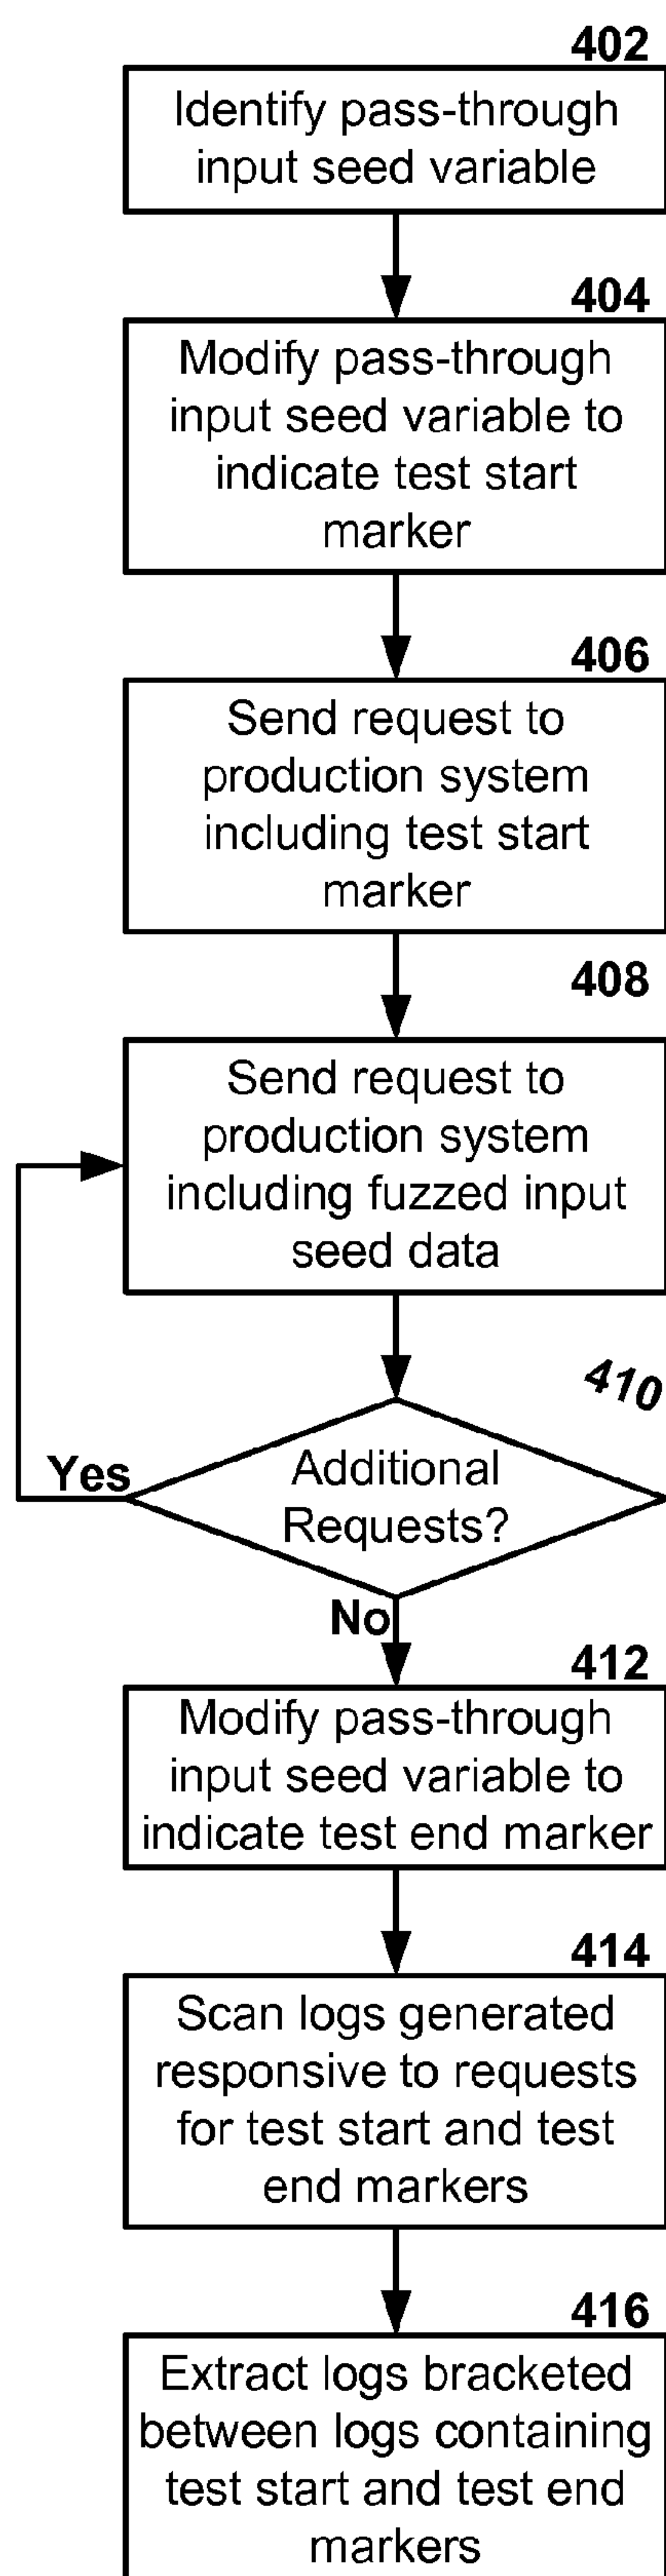 402
Identify pass-through
input seed variable
404
Modify pass-through
input seed variable to
indicate test start
marker
406
Send request to
production system
including test start
marker
408
Send request to
production system
including fuzzed input
seed data
410
Additional
Requests?
Yes
No
412
Modify pass-through
input seed variable to
indicate test end marker
414
Scan logs generated
responsive to requests
for test start and test
end markers
416
Extract logs bracketed
between logs containing
test start and test end
markers